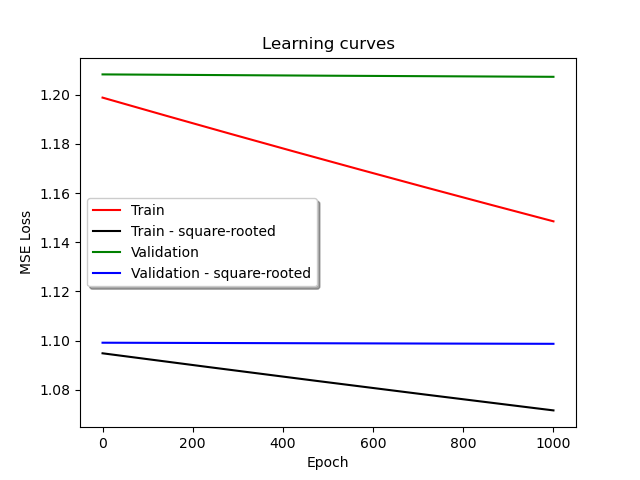 Learning curves
MSE Loss
1.20
1.18
1.16
1.14
1.12
1.10
1.08
Train
Train - square-rooted
Validation
Validation - square-rooted
0
200
400
600
800
1000
Epoch